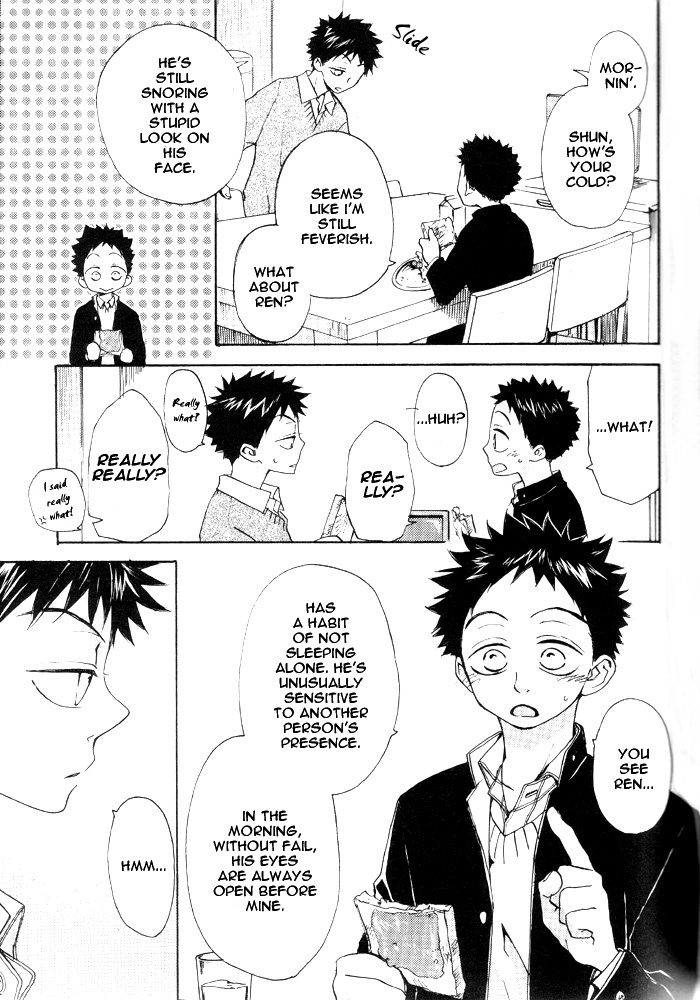 MOR-
NIN'.
SHUN,
HOW'S
YOUR
COLD?
Slide
SEEMS
LIKE I'M
STILL
FEVERISH.
WHAT
ABOUT
REN?
HE'S
STILL
SNORING
WITH A
STUPID
LOOK ON
HIS
FACE.
...WHAT!
...HUH?
REA-
LLY?
Really
what?
REALLY
REALLY?
I said
really
what!
YOU
SEE
REN...
HAS
A HABIT
OF NOT
SLEEPING
ALONE. HE'S
UNUSUALLY
SENSITIVE
TO ANOTHER
PERSON'S
PRESENCE.
IN THE
MORNING,
WITHOUT FAIL,
HIS EYES
ARE ALWAYS
OPEN BEFORE
MINE.
HMM...